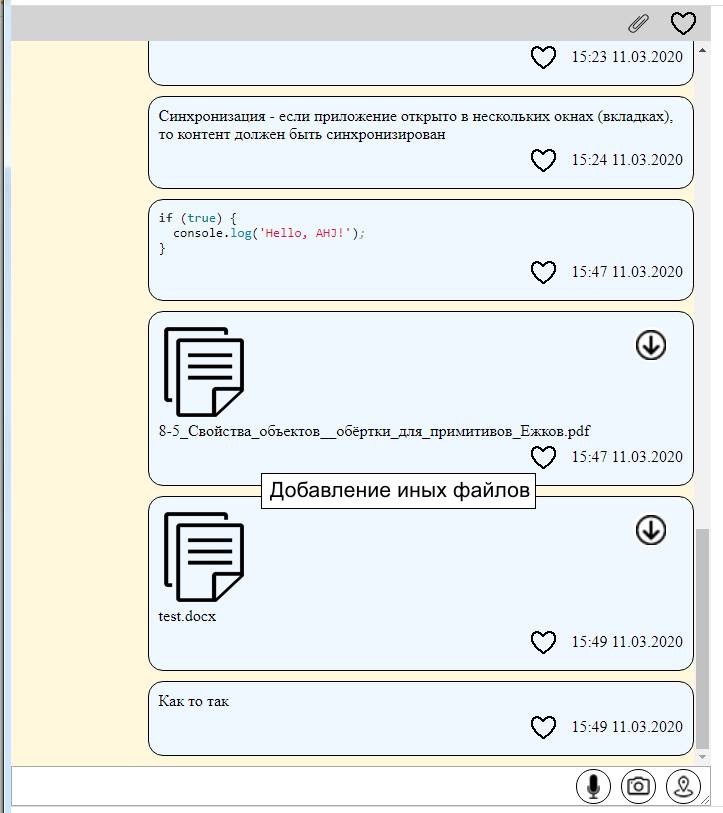 15:23 11.03.2020
Синхронизация - если приложение открыто в нескольких окнах (вкладках),
то контент должен быть синхронизирован
15:24 11.03.2020
if (true) {
  console.log('Hello, AHJ!');
}
15:47 11.03.2020
8-5_Свойства_объектов__обёртки_для_примитивов_Ежков.pdf
15:47 11.03.2020
Добавление иных файлов
test.docx
15:49 11.03.2020
Как то так
15:49 11.03.2020